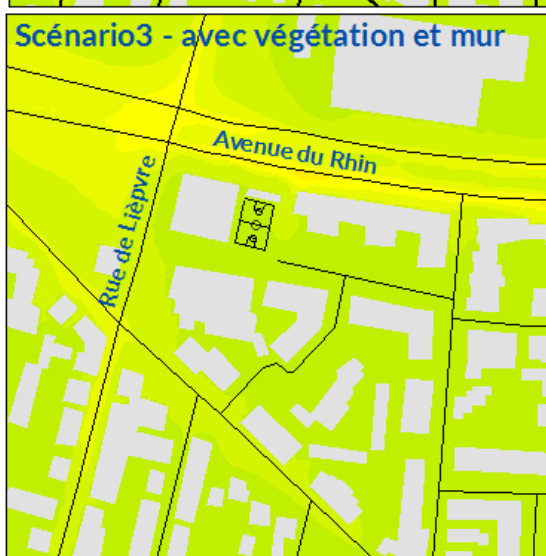 Scénario3 - avec végétation et mur
Avenue du Rhin
Rue de Lièpvre